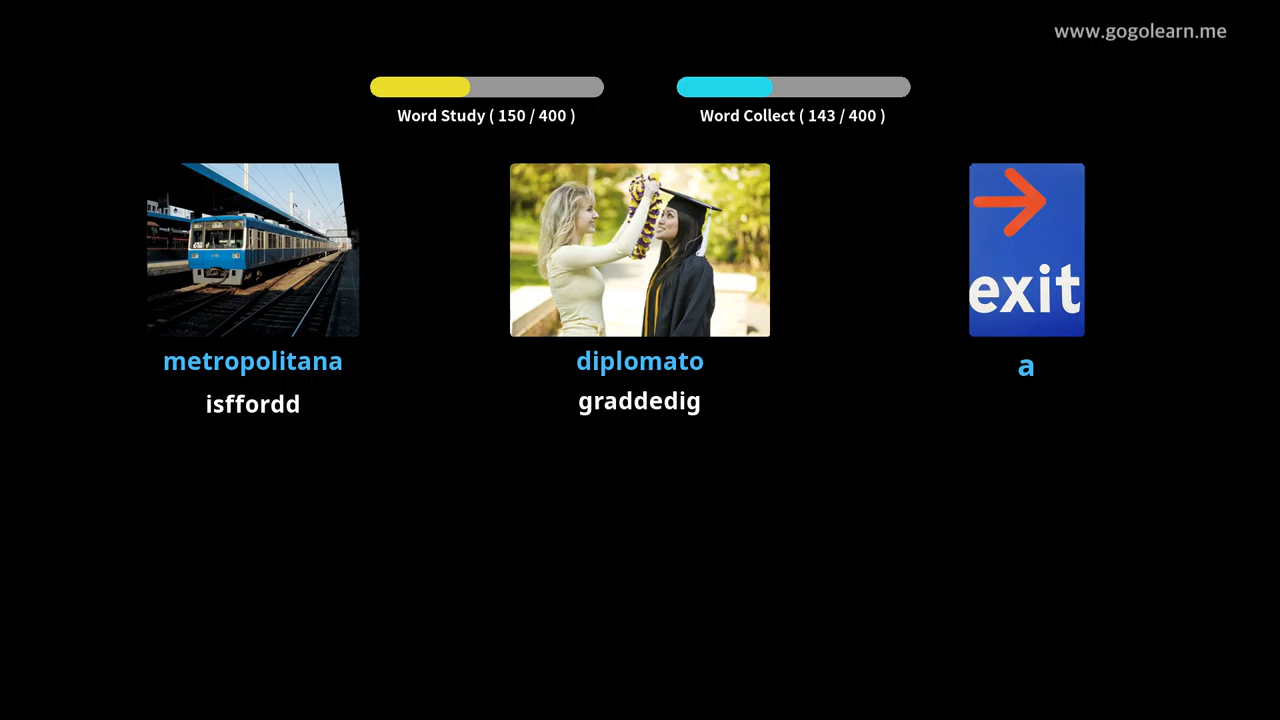 www.gogolearn.me
Word Study ( 150 / 400 )
Word Collect ( 143 / 400 )
exit
metropolitana
diplomato
a
isffordd
graddedig